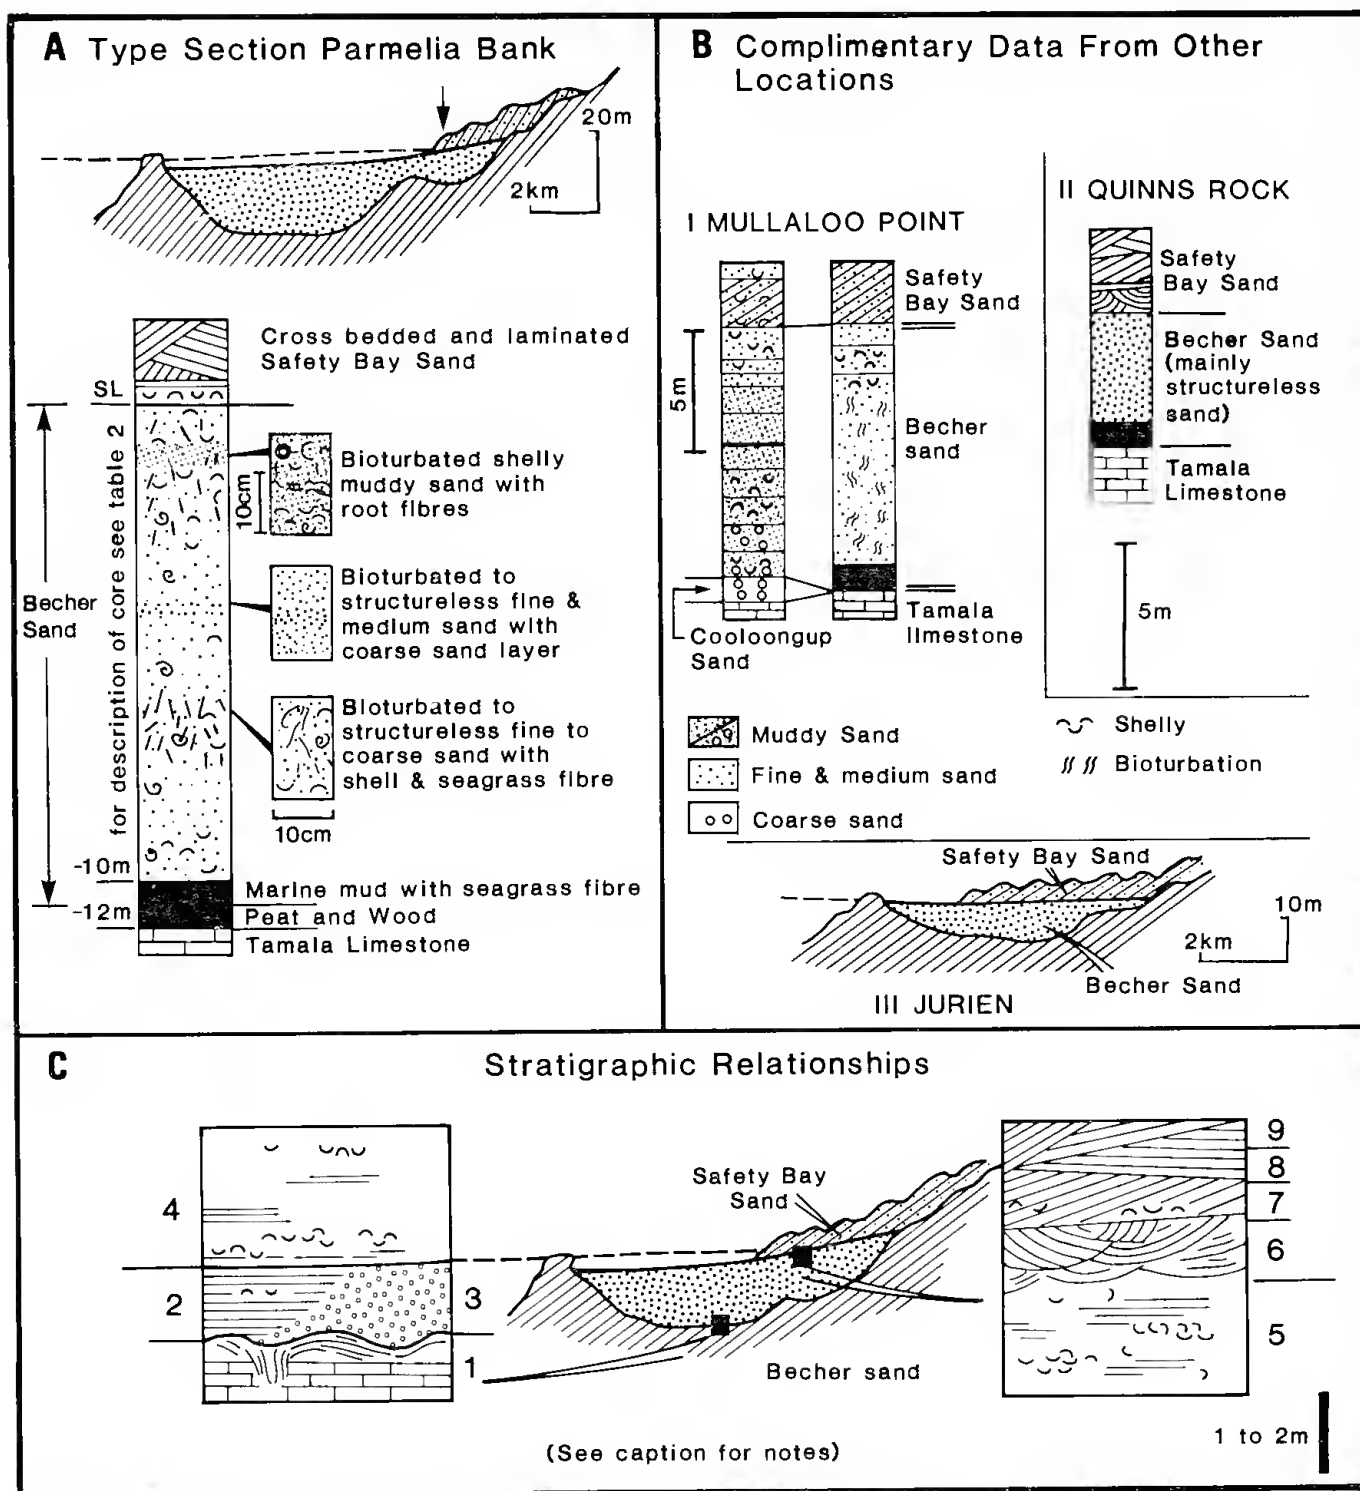 A Type Section Parmelia Bank
20m
2km
Cross bedded and laminated
Safety Bay Sand
SL
for description of core see table 2
Becher
Sand
10cm
Bioturbated shelly
muddy sand with
root fibres
Bioturbated to
structureless fine &
medium sand with
coarse sand layer
Bioturbated to
structureless fine to
coarse sand with
shell & seagrass fibre
10cm
-10m
-12m
Marine mud with seagrass fibre
Peat and Wood
Tamala Limestone
B Complimentary Data From Other
Locations
I MULLALOO POINT
5m
Safety
Bay Sand
Becher
sand
Tamala
limestone
Cooloongup
Sand
II QUINNS ROCK
Safety
Bay Sand
Becher Sand
(mainly
structureless
sand)
Tamala
Limestone
5m
Muddy Sand
Fine & medium sand
Coarse sand
Shelly
Bioturbation
Safety Bay Sand
10m
2km
Becher Sand
III JURIEN
C Stratigraphic Relationships
4
2
3
1
Safety Bay
Sand
Becher sand
9
8
7
6
5
1 to 2m
(See caption for notes)